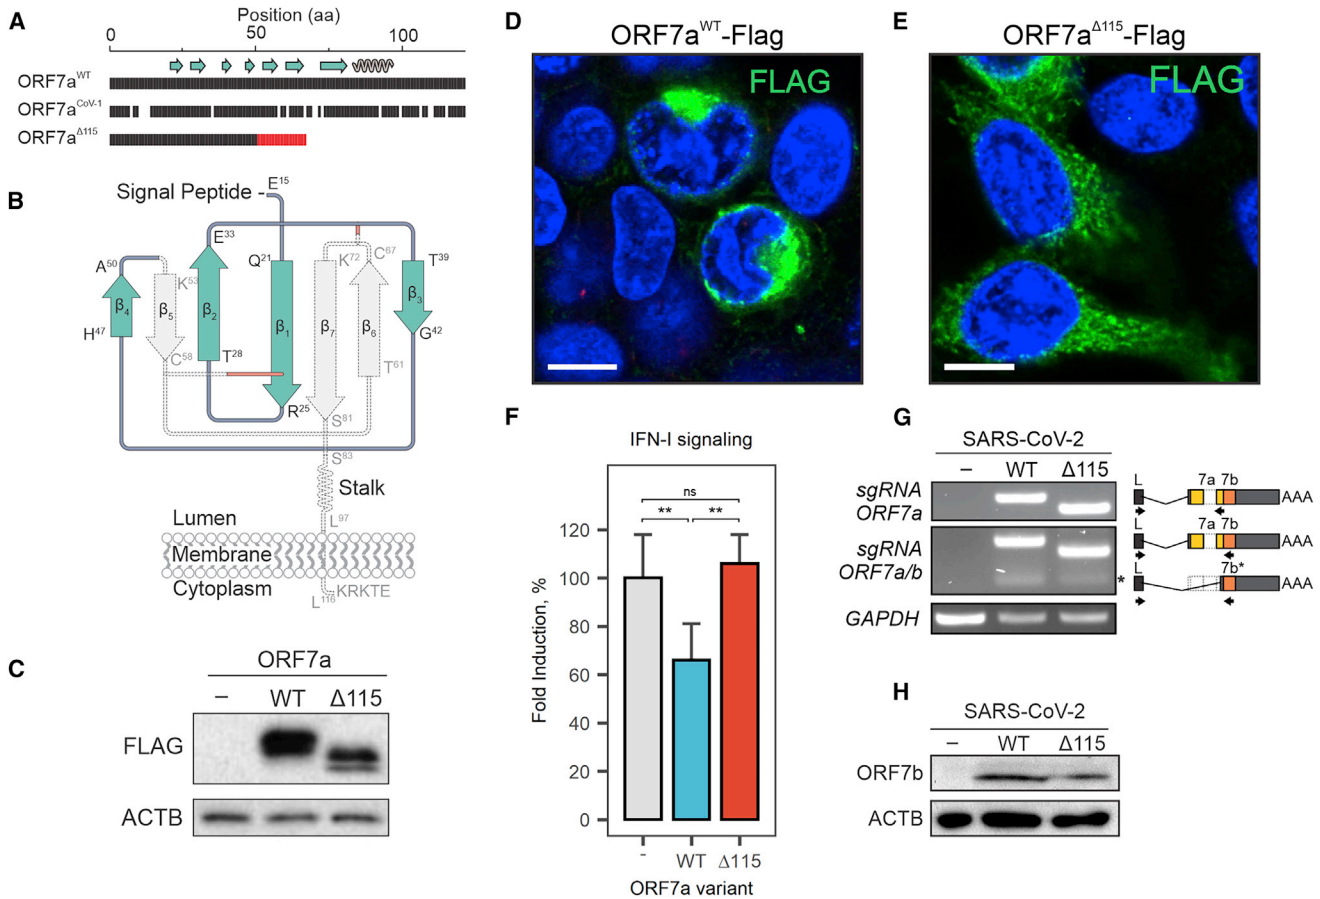 A
Position (aa)
0 50 100
ORF7aWT
ORF7aCoV-1
ORF7aΔ115
B
Signal Peptide - E15
E33
A50
K53
Q21
K72
C67
T39
β4
β5
β2
β1
β7
β6
β3
H47
C58
T28
T61
G42
R25
S81
S83
Stalk
L97
Lumen
Membrane
Cytoplasm
L116
KRKTE
C
ORF7a
– WT Δ115
FLAG
ACTB
D
ORF7aWT-Flag
FLAG
E
ORF7aΔ115-Flag
FLAG
F
IFN-I signaling
ns
** **
Fold Induction, %
120
100
80
60
40
20
0
- WT Δ115
ORF7a variant
G
SARS-CoV-2
– WT Δ115
sgRNA
ORF7a
sgRNA
ORF7a/b
*
GAPDH
L 7a 7b
AAA
L 7a 7b
AAA
L 7b*
AAA
H
SARS-CoV-2
– WT Δ115
ORF7b
ACTB